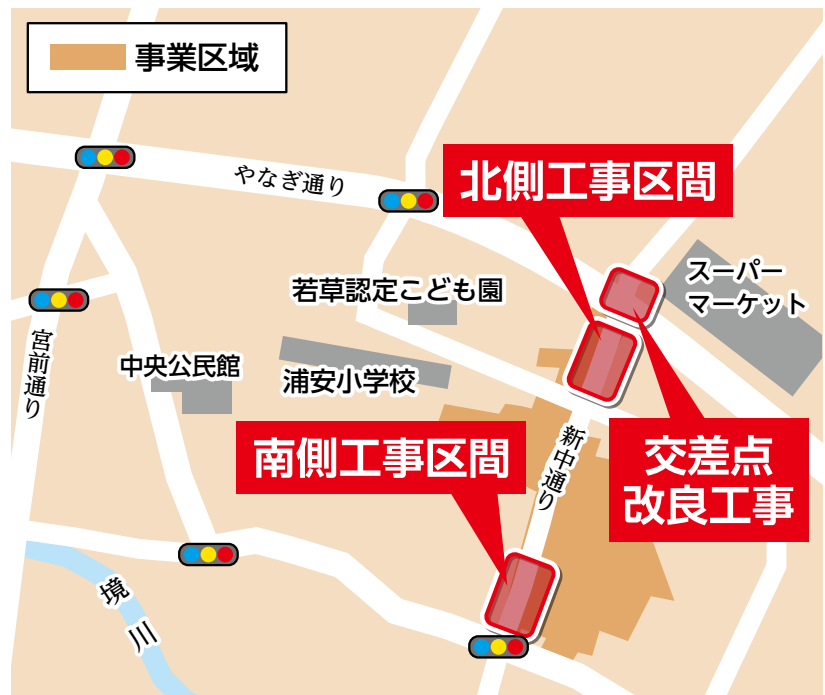 事業区域
やなぎ通り
北側工事区間
スーパー
マーケット
若草認定こども園
宮前通り
中央公民館
浦安小学校
南側工事区間
新中通り
交差点
改良工事
境川